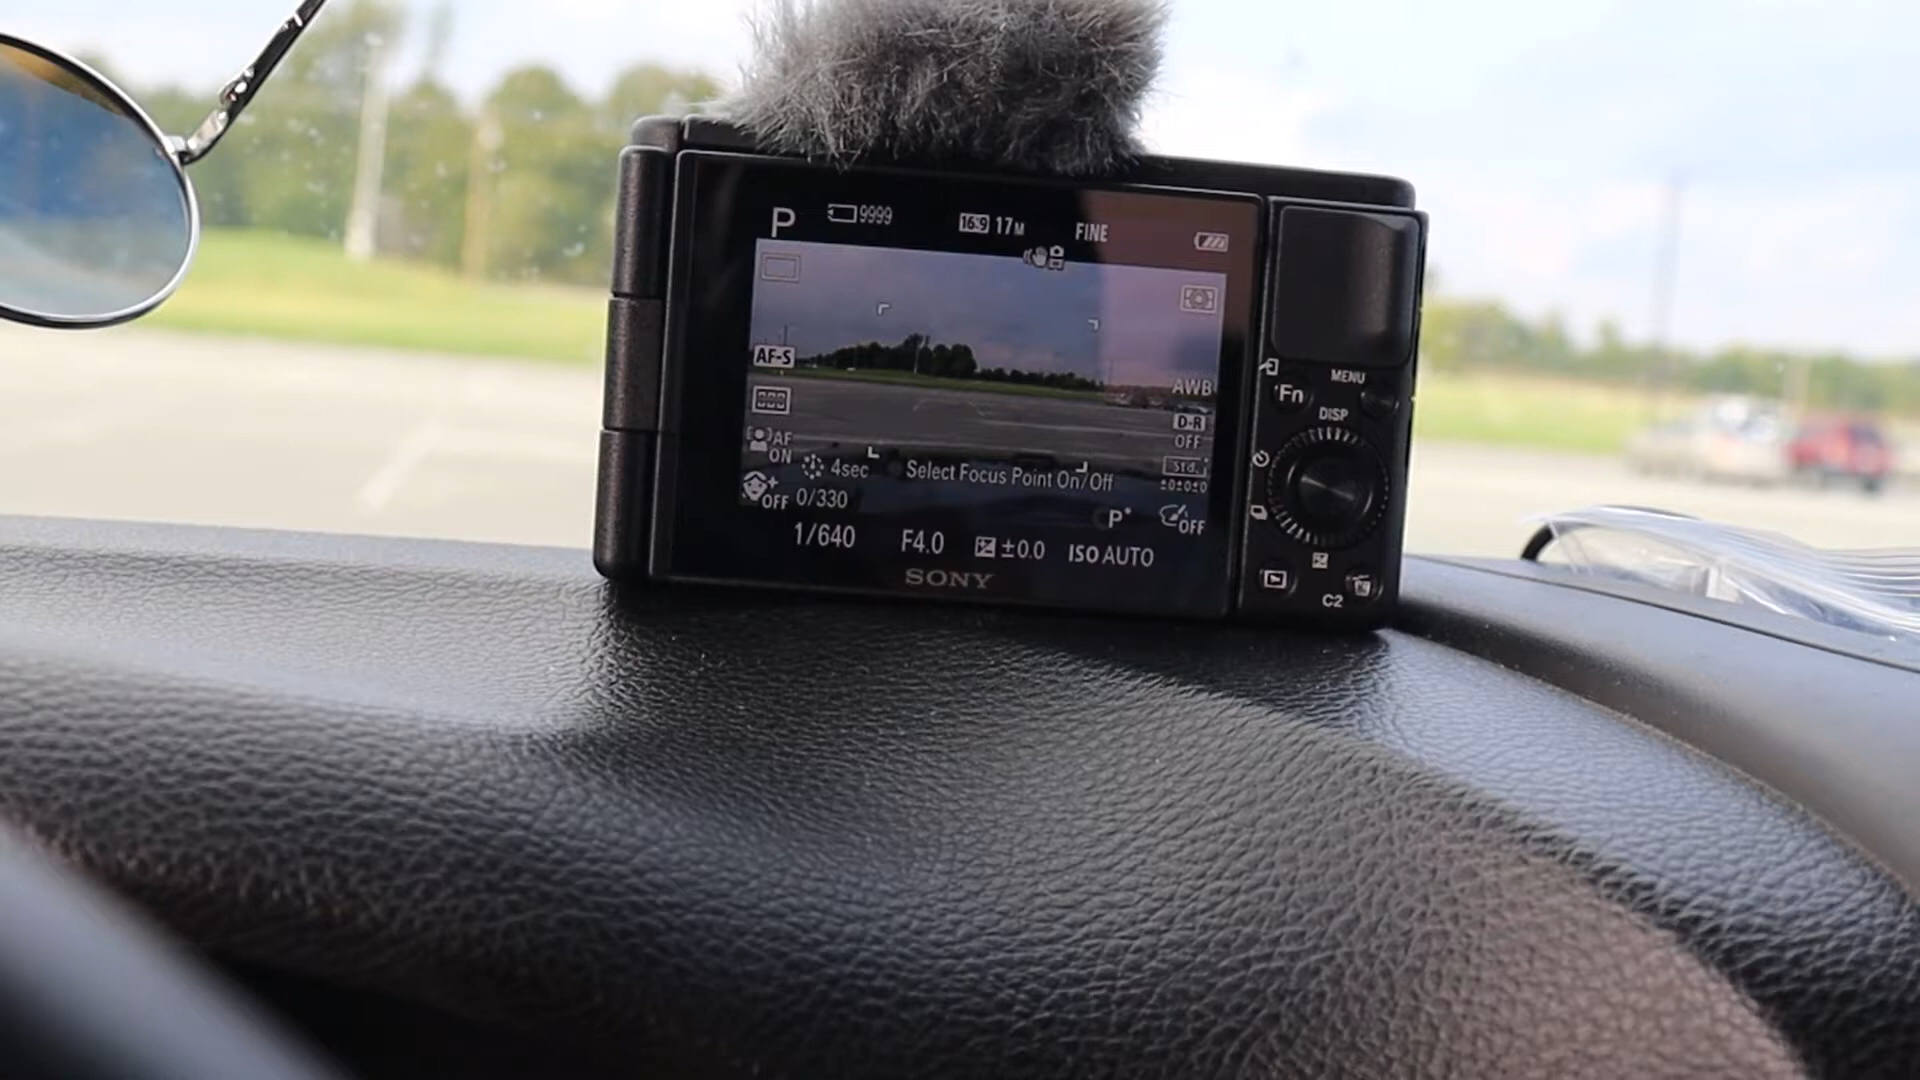 P 9999 16:9 17M FINE
AF-S
AWB
D-R
OFF
AF
ON
4sec Select Focus Point On/Off
Std.
±0±0±0
OFF 0/330
P* OFF
1/640 F4.0 ±0.0 ISO AUTO
SONY
MENU
Fn
DISP
C2